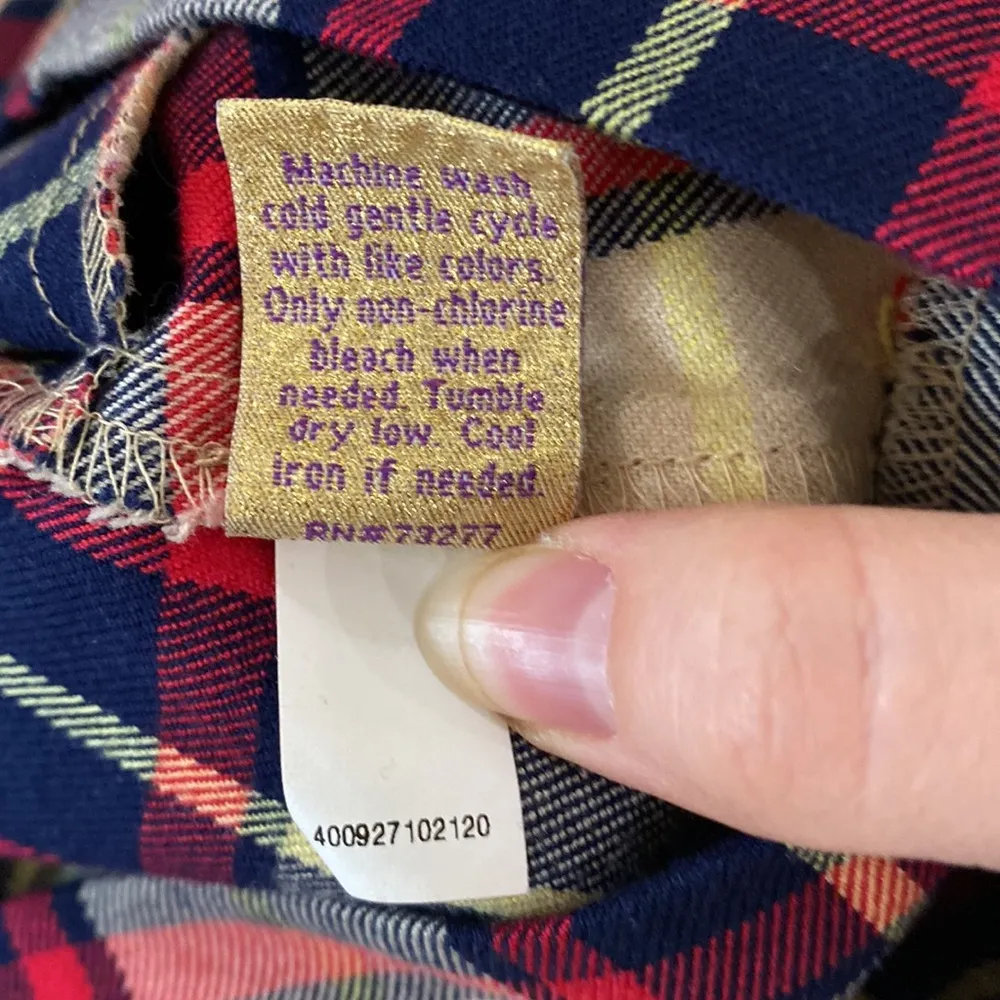 Machine wash
cold gentle cycle
with like colors.
Only non-chlorine
bleach when
needed. Tumble
dry low. Cool
iron if needed.
RN#73277
400927102120